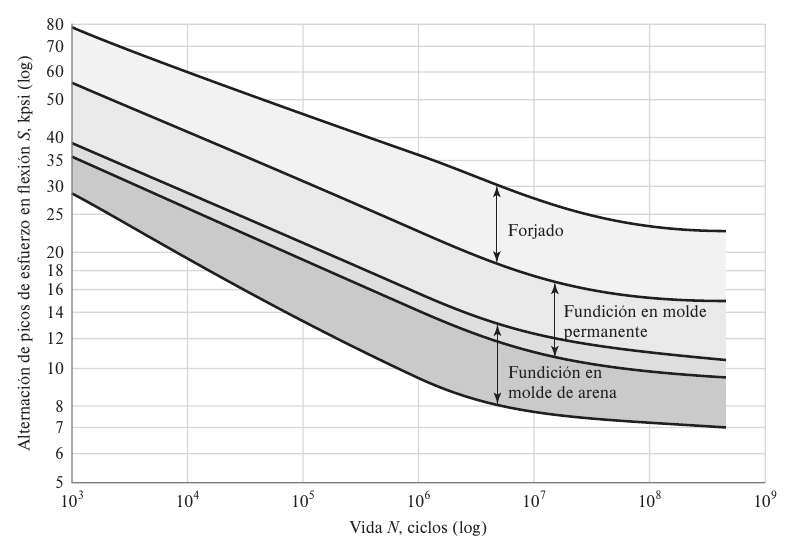 Alternación de picos de esfuerzo en flexión S, kpsi (log)
80
70
60
50
40
35
30
25
20
18
16
14
12
10
8
7
6
5
Forjado
Fundición en molde
permanente
Fundición en
molde de arena
10³ 10⁴ 10⁵ 10⁶ 10⁷ 10⁸ 10⁹
Vida N, ciclos (log)